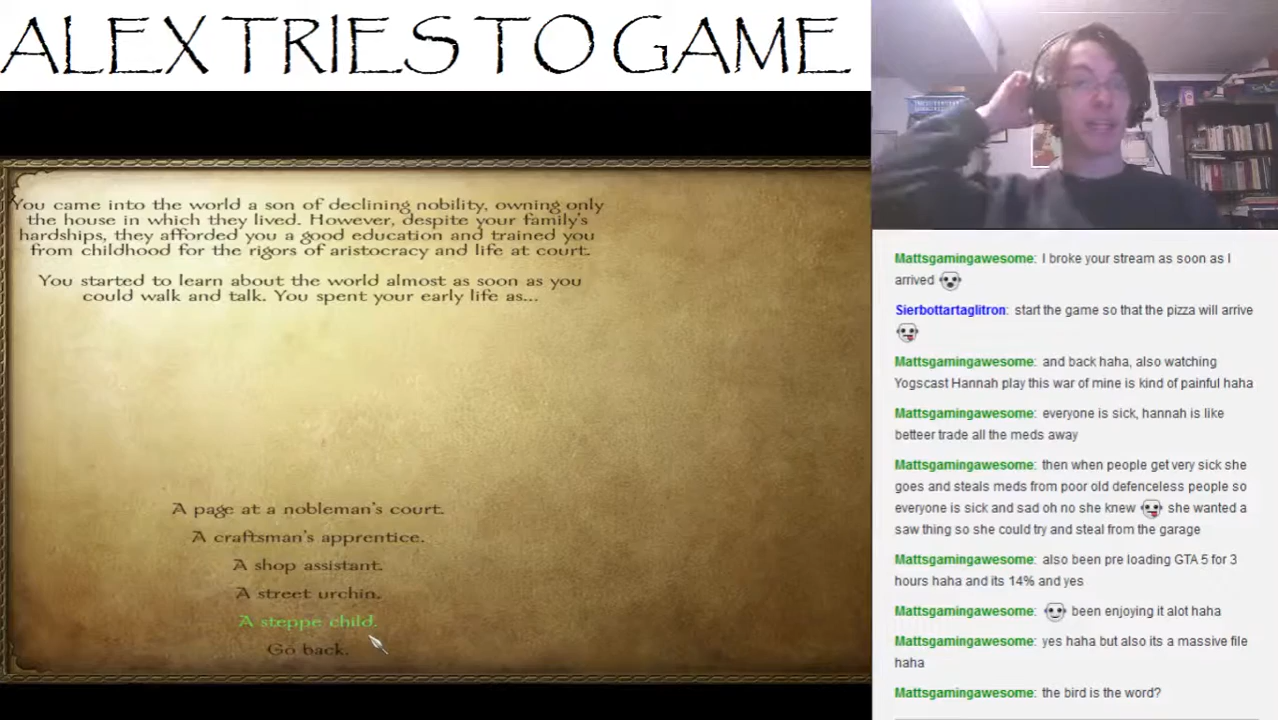 ALEX TRIES TO GAME
You came into the world a son of declining nobility, owning only
the house in which they lived. However, despite your family's
hardships, they afforded you a good education and trained you
from childhood for the rigors of aristocracy and life at court.
You started to learn about the world almost as soon as you
could walk and talk. You spent your early life as...
A page at a nobleman's court.
A craftsman's apprentice.
A shop assistant.
A street urchin.
A steppe child.
Go back.
Mattsgamingawesome: I broke your stream as soon as I
arrived
Sierbottartaglitron: start the game so that the pizza will arrive
Mattsgamingawesome: and back haha, also watching
Yogscast Hannah play this war of mine is kind of painful haha
Mattsgamingawesome: everyone is sick, hannah is like
betteer trade all the meds away
Mattsgamingawesome: then when people get very sick she
goes and steals meds from poor old defenceless people so
everyone is sick and sad oh no she knew she wanted a
saw thing so she could try and steal from the garage
Mattsgamingawesome: also been pre loading GTA 5 for 3
hours haha and its 14% and yes
Mattsgamingawesome: been enjoying it alot haha
Mattsgamingawesome: yes haha but also its a massive file
haha
Mattsgamingawesome: the bird is the word?